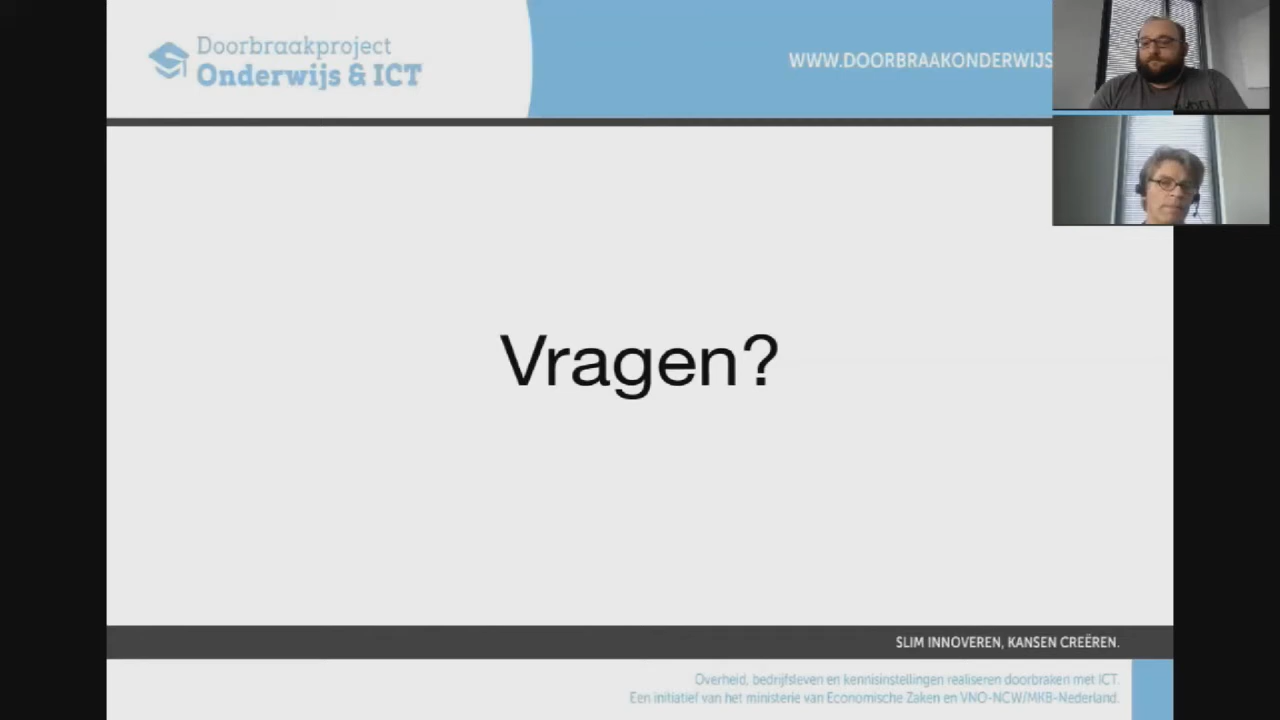 Doorbraakproject
Onderwijs & ICT
WWW.DOORBRAAKONDERWIJS
Vragen?
SLIM INNOVEREN, KANSEN CREËREN.
Overheid, bedrijfsleven en kennisinstellingen realiseren doorbraken met ICT.
Een initiatief van het ministerie van Economische Zaken en VNO-NCW/MKB-Nederland.